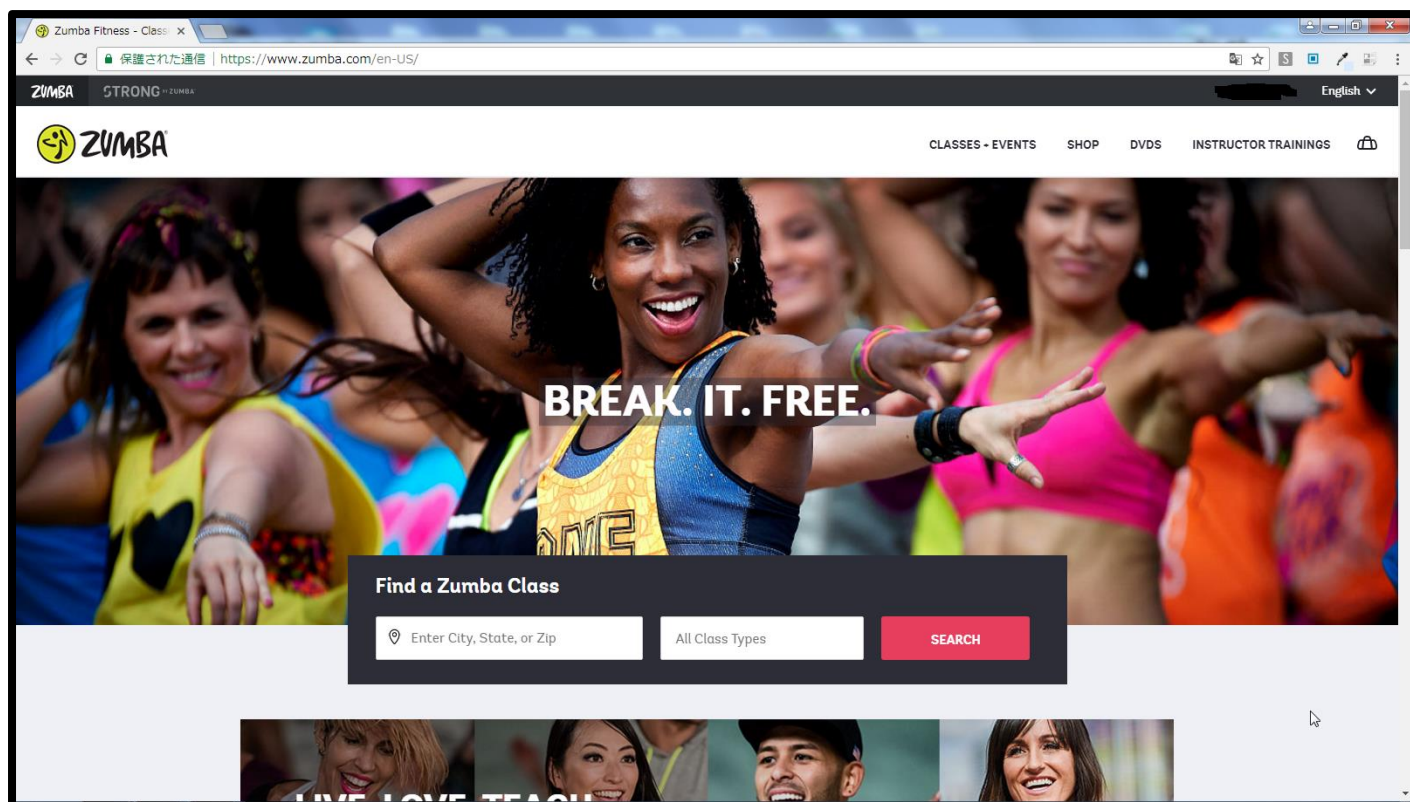 Zumba Fitness - Class
保護された通信 | https://www.zumba.com/en-US/
ZUMBA STRONG BY ZUMBA English
ZUMBA CLASSES + EVENTS SHOP DVDS INSTRUCTOR TRAININGS
BREAK. IT. FREE.
Find a Zumba Class
Enter City, State, or Zip All Class Types SEARCH